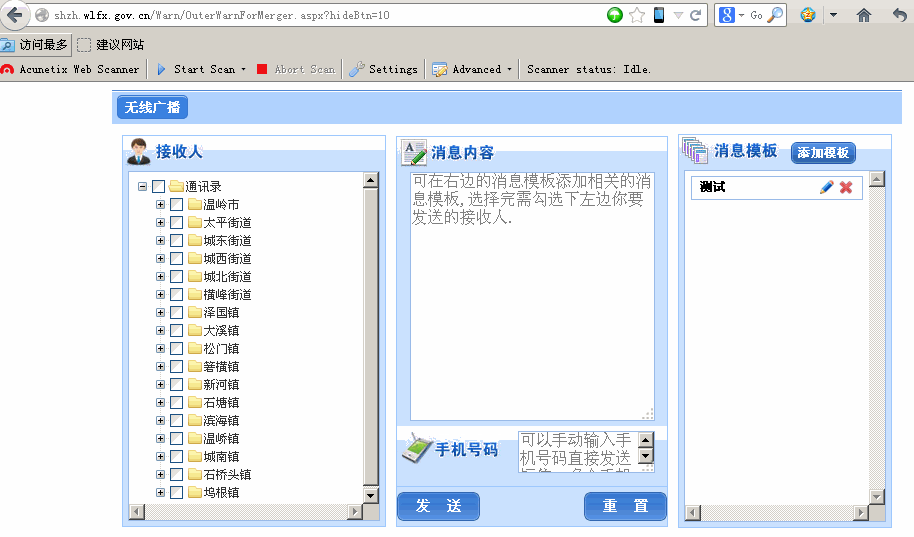 shzh.wlfx.gov.cn/Warn/OuterWarnForMerger.aspx?hideBtn=10
Go
访问最多 建议网站
Acunetix Web Scanner Start Scan Abort Scan Settings Advanced Scanner status: Idle.
无线广播
接收人
通讯录
温岭市
太平街道
城东街道
城西街道
城北街道
横峰街道
泽国镇
大溪镇
松门镇
箬横镇
新河镇
石塘镇
滨海镇
温峤镇
城南镇
石桥头镇
坞根镇
消息内容
可在右边的消息模板添加相关的消
息模板,选择完需勾选下左边你要
发送的接收人.
手机号码
可以手动输入手
机号码直接发送
发 送 重 置
消息模板 添加模板
测试